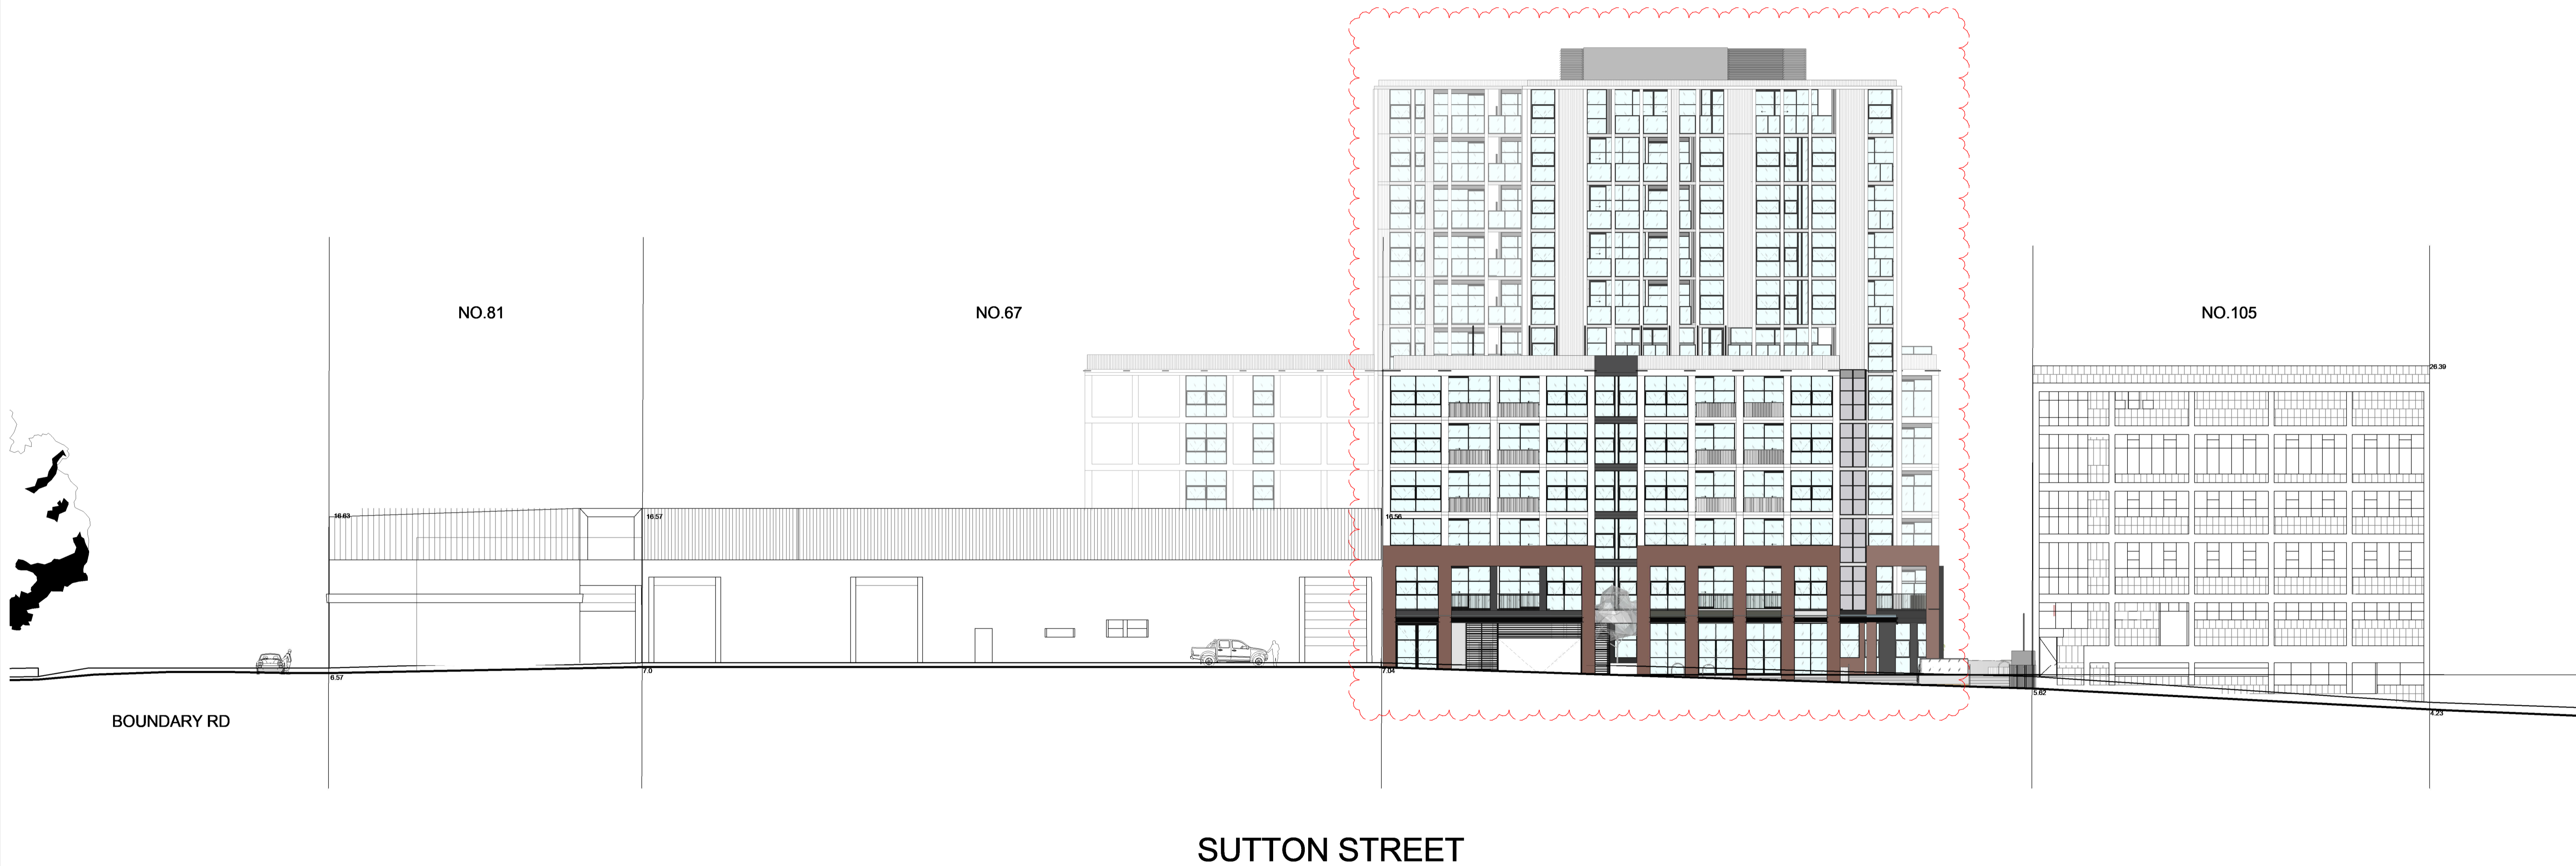 NO.81
NO.67
NO.105
26.39
16.63
16.57
16.56
6.57
7.0
7.04
5.62
4.23
BOUNDARY RD
SUTTON STREET